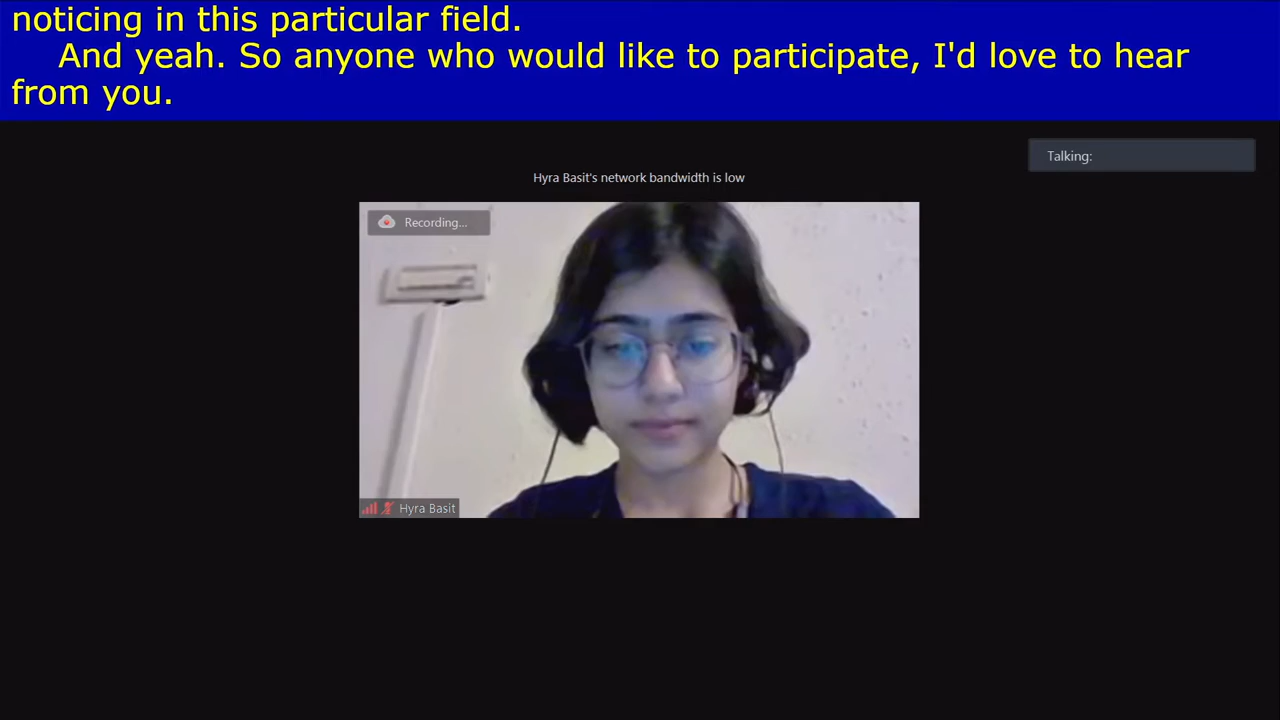 noticing in this particular field.
And yeah. So anyone who would like to participate, I'd love to hear
from you.
Talking:
Hyra Basit's network bandwidth is low
Recording...
Hyra Basit